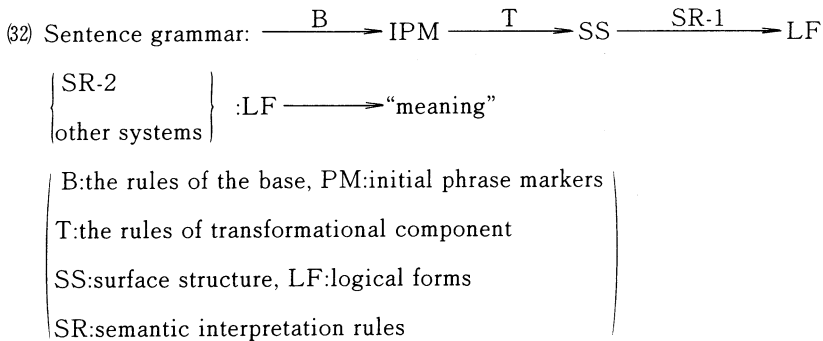 (32) Sentence grammar: —B→ IPM —T→ SS —SR-1→ LF
SR-2
other systems :LF ——→ “meaning”
B:the rules of the base, PM:initial phrase markers
T:the rules of transformational component
SS:surface structure, LF:logical forms
SR:semantic interpretation rules